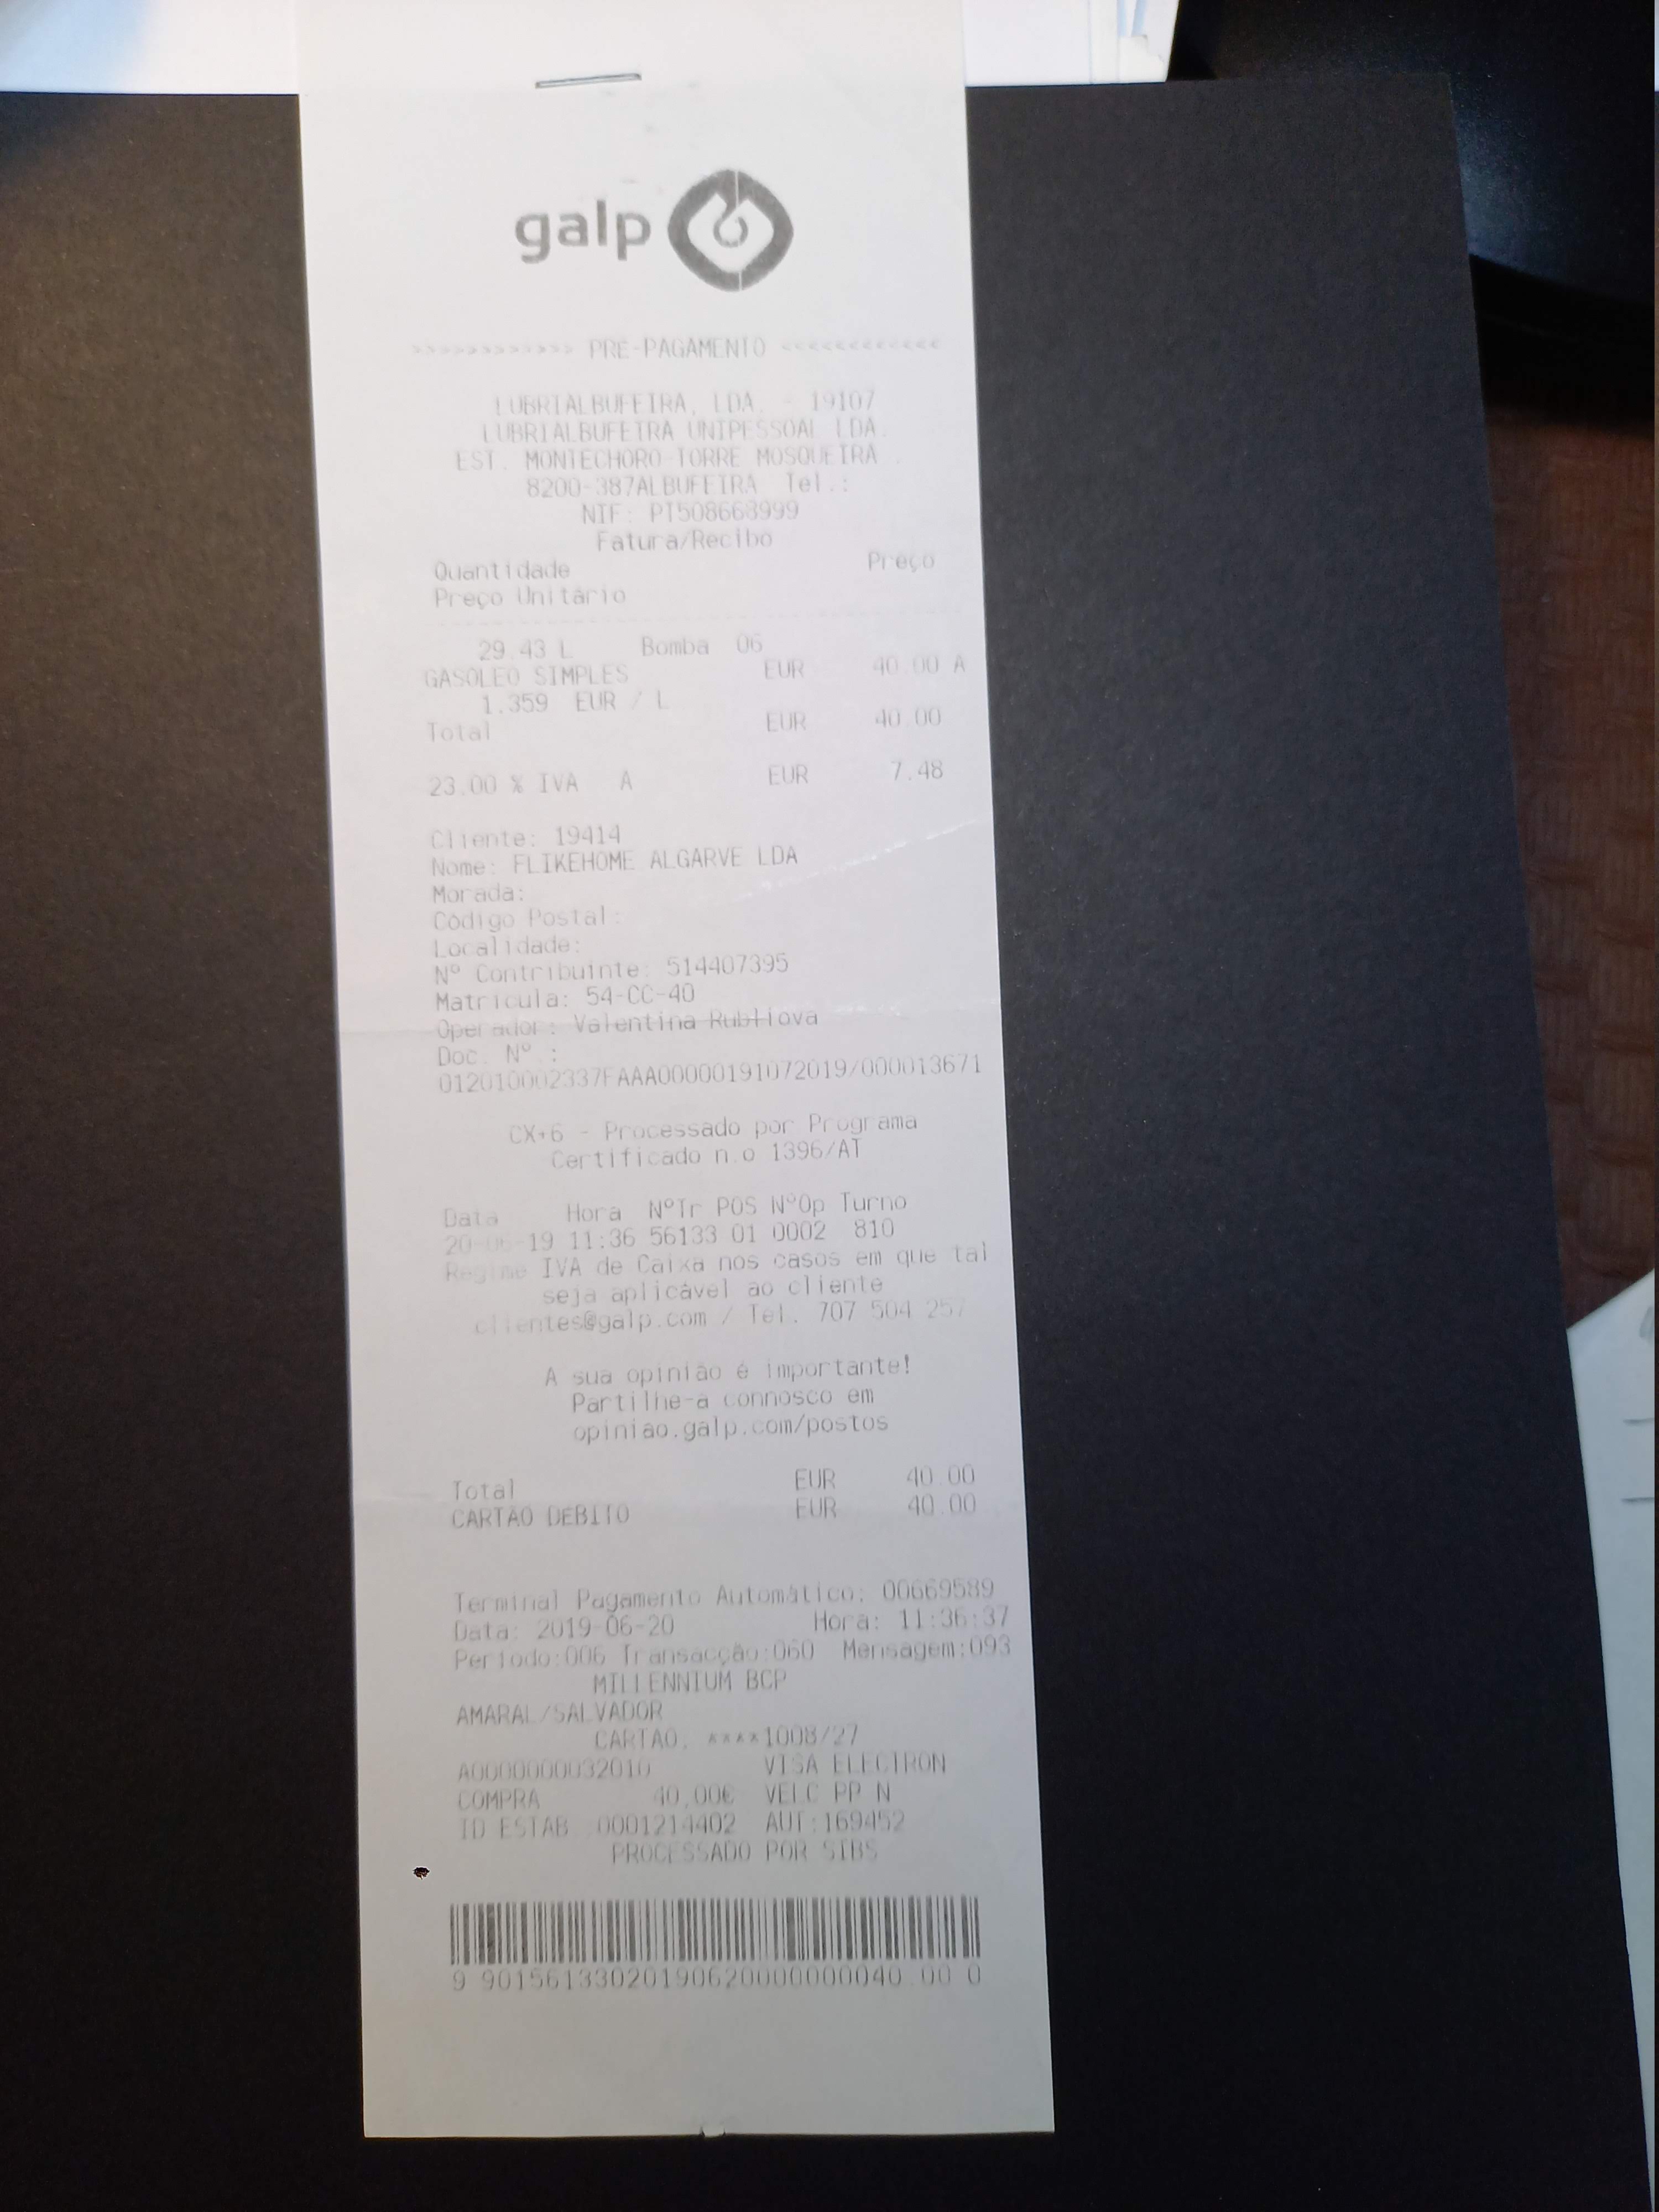 galp
>>>>>>>>>>>> PRÉ-PAGAMENTO <<<<<<<<<<<<
LUBRIALBUFEIRA, LDA. - 19107
LUBRIALBUFEIRA UNIPESSOAL LDA.
EST. MONTECHORO-TORRE MOSQUEIRA .
8200-387ALBUFEIRA Tel.:
NIF: PT508668999
Fatura/Recibo
Quantidade Preço
Preço Unitário
29.43 L Bomba 06
GASOLEO SIMPLES EUR 40.00 A
1.359 EUR / L
Total EUR 40.00
23.00 % IVA A EUR 7.48
Cliente: 19414
Nome: FLIKEHOME ALGARVE LDA
Morada:
Código Postal:
Localidade:
Nº Contribuinte: 514407395
Matrícula: 54-CC-40
Operador: Valentina Rubliova
Doc. Nº.:
012010002337FAAA00000191072019/000013671
CX+6 - Processado por Programa
Certificado n.o 1396/AT
Data Hora NºTr POS NºOp Turno
20-06-19 11:36 56133 01 0002 810
Regime IVA de Caixa nos casos em que tal
seja aplicável ao cliente
clientes@galp.com / Tel. 707 504 257
A sua opinião é importante!
Partilhe-a connosco em
opiniao.galp.com/postos
Total EUR 40.00
CARTÃO DEBITO EUR 40.00
Terminal Pagamento Automático: 00669589
Data: 2019-06-20 Hora: 11:36:37
Período:006 Transacção:060 Mensagem:093
MILLENNIUM BCP
AMARAL/SALVADOR
CARTAO. ****1008/27
A0000000032010 VISA ELECTRON
COMPRA 40,00€ VELC PP N
ID ESTAB.:0001214402 AUT:169452
PROCESSADO POR SIBS
9 901561330201906200000000040.00 0